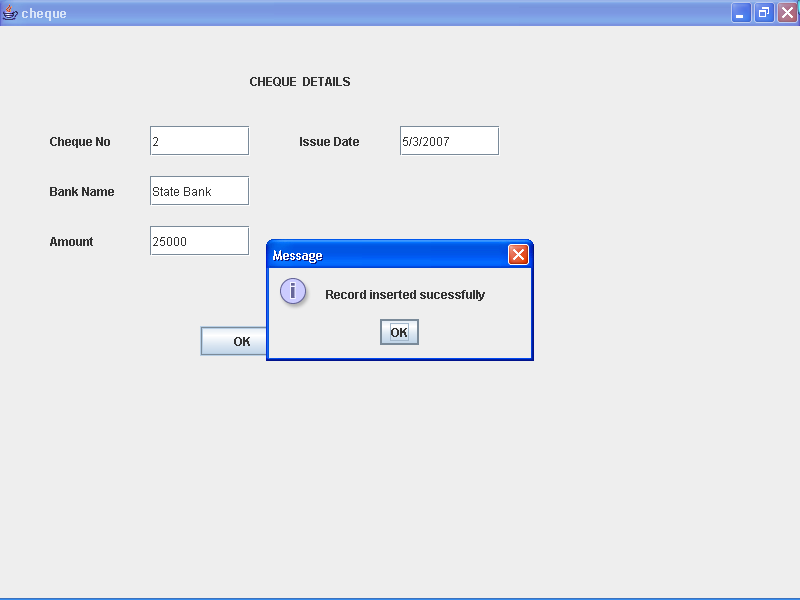 cheque
CHEQUE DETAILS
Cheque No 2 Issue Date 5/3/2007
Bank Name State Bank
Amount 25000
Message
Record inserted sucessfully
OK
OK